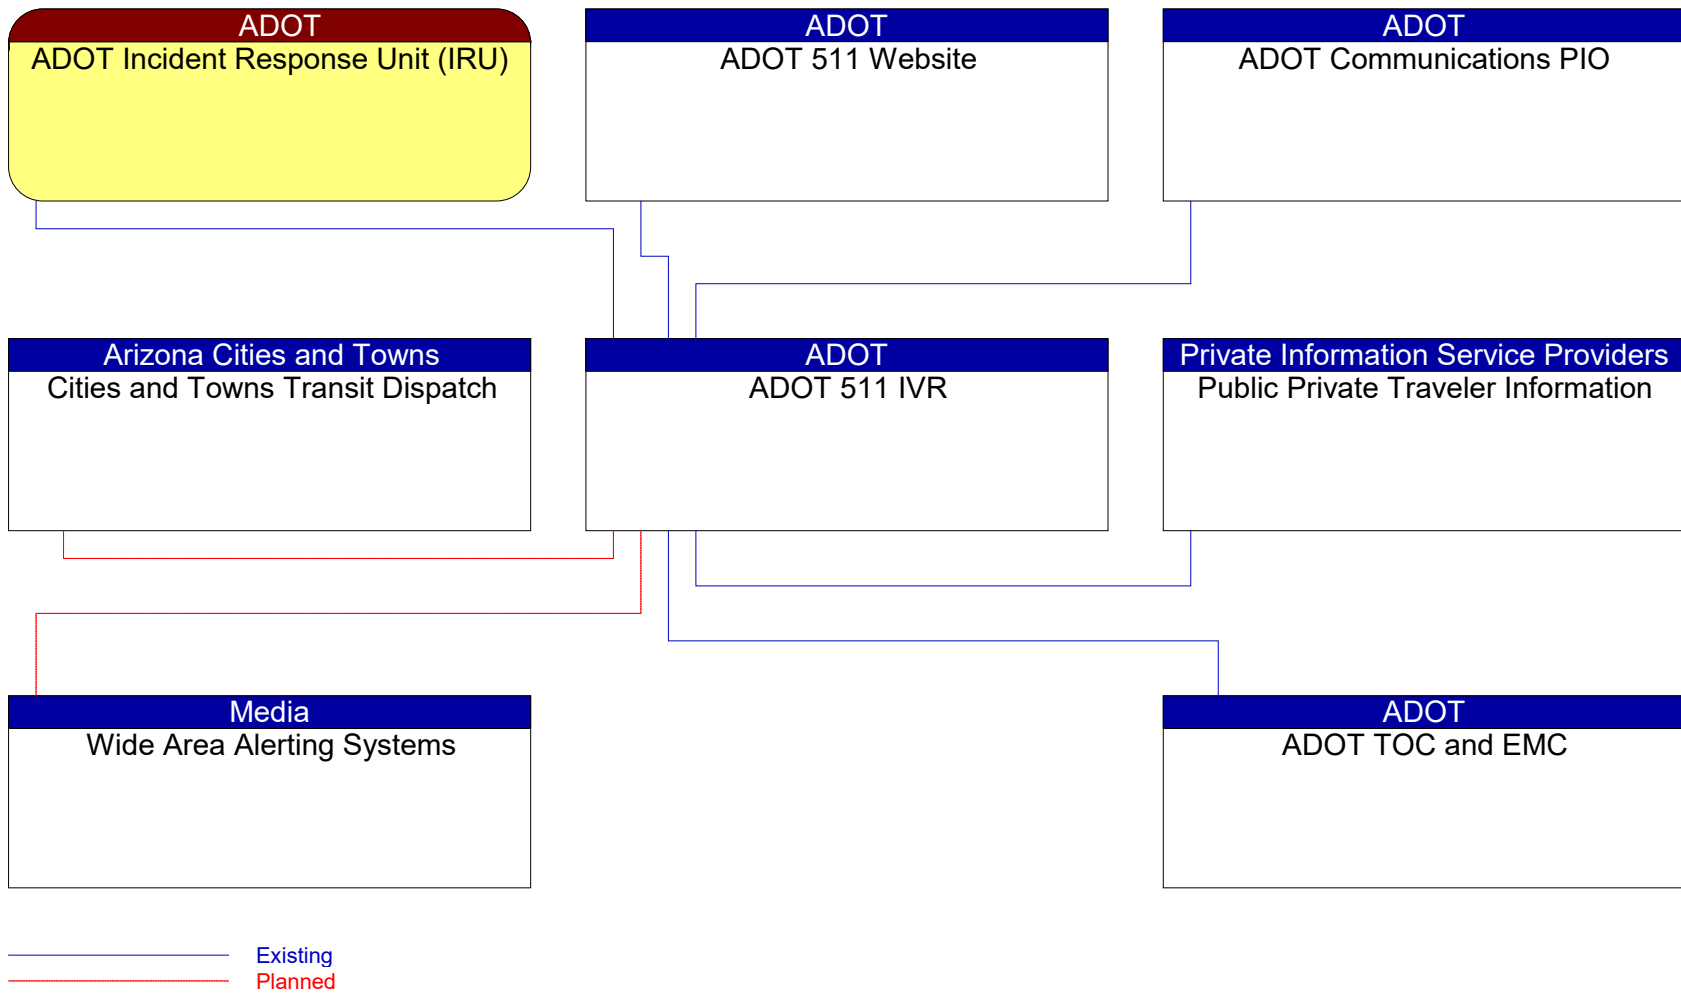 ADOT
ADOT Incident Response Unit (IRU)
ADOT
ADOT 511 Website
ADOT
ADOT Communications PIO
Arizona Cities and Towns
Cities and Towns Transit Dispatch
ADOT
ADOT 511 IVR
Private Information Service Providers
Public Private Traveler Information
Media
Wide Area Alerting Systems
ADOT
ADOT TOC and EMC
Existing
Planned